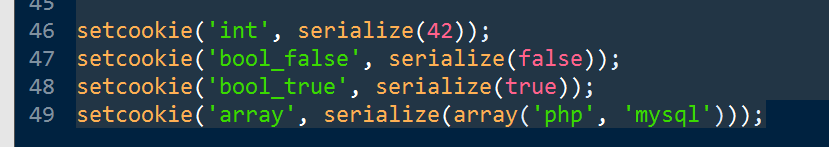 45
46 setcookie('int', serialize(42));
47 setcookie('bool_false', serialize(false));
48 setcookie('bool_true', serialize(true));
49 setcookie('array', serialize(array('php', 'mysql')));